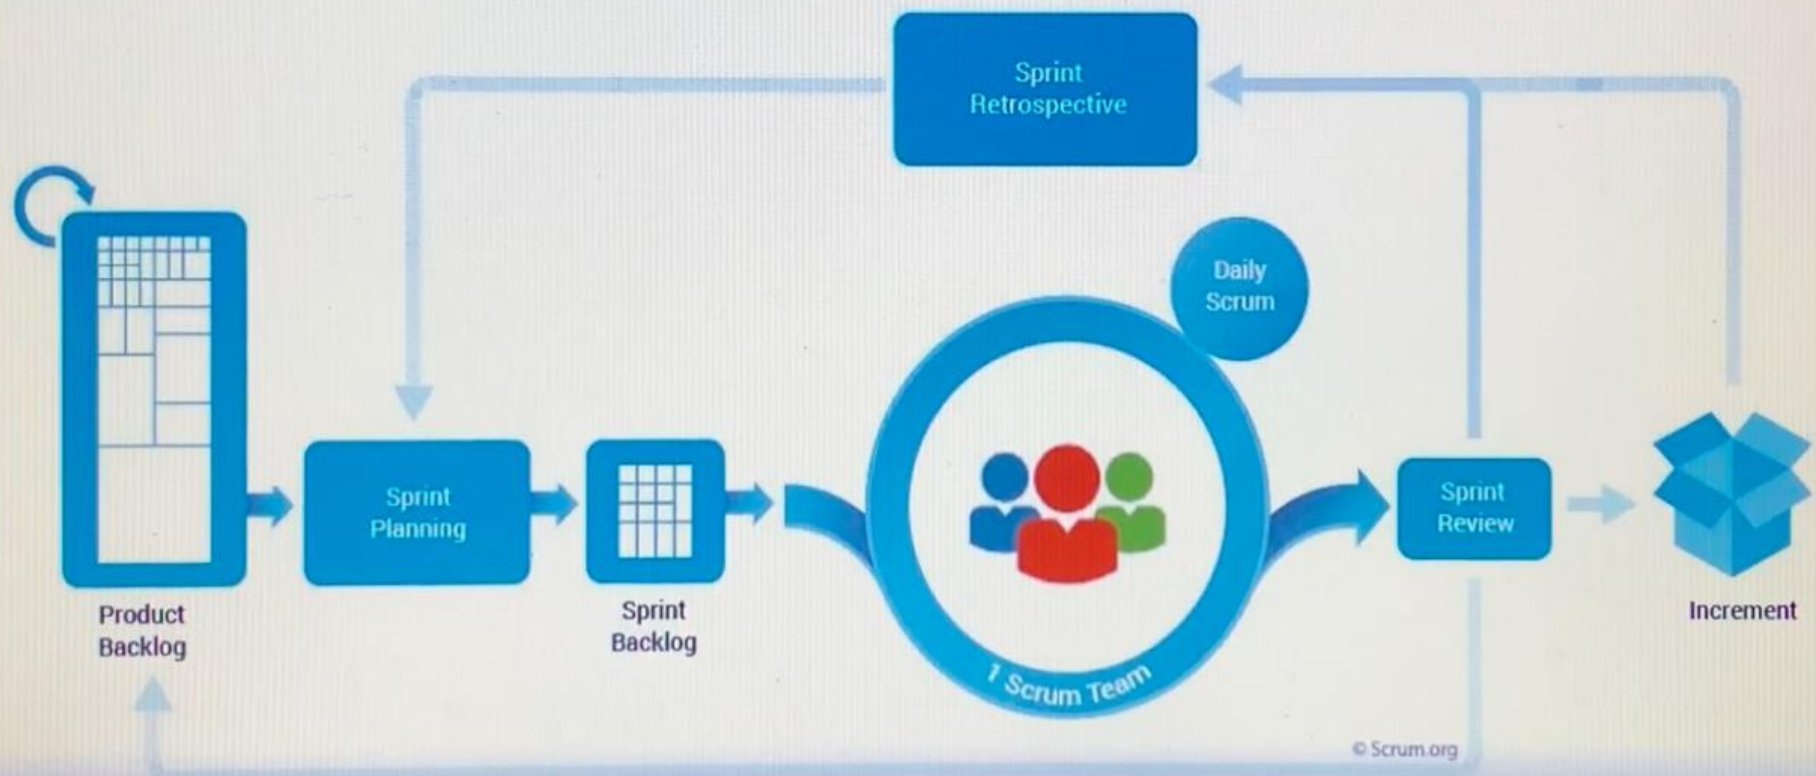 Sprint
Retrospective
Daily
Scrum
Sprint
Planning
Sprint
Review
Product
Backlog
Sprint
Backlog
Increment
1 Scrum Team
© Scrum.org